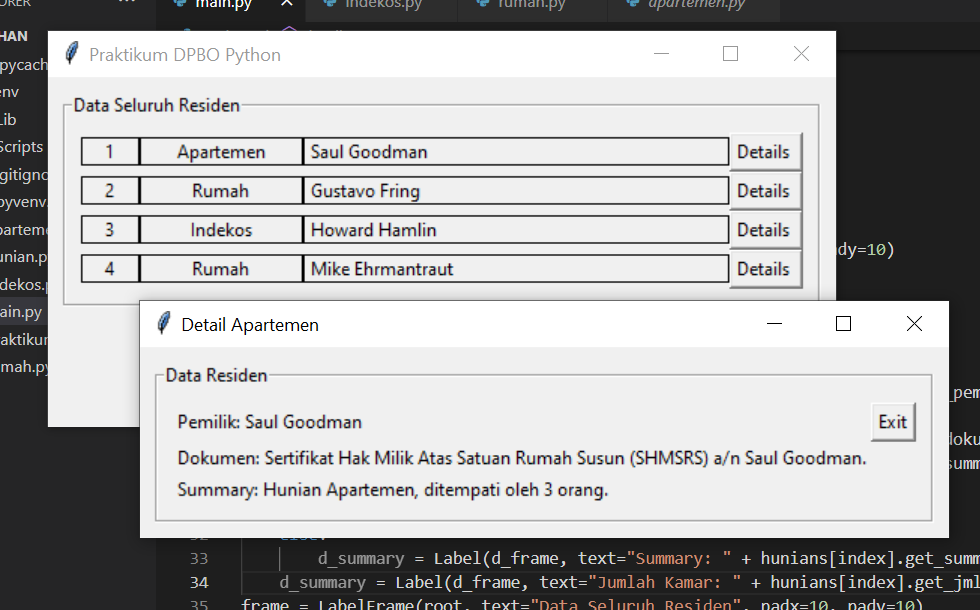 main.py
indekos.py
rumah.py
apartemen.py
Praktikum DPBO Python
Data Seluruh Residen
1 Apartemen Saul Goodman Details
2 Rumah Gustavo Fring Details
3 Indekos Howard Hamlin Details
4 Rumah Mike Ehrmantraut Details
HAN
pycach
env
Lib
Scripts
gitigno
pyvenv.
parteme
unian.p
dekos.p
ain.py
raktikur
mah.py
dy=10)
Detail Apartemen
Data Residen
Pemilik: Saul Goodman
Exit
Dokumen: Sertifikat Hak Milik Atas Satuan Rumah Susun (SHMSRS) a/n Saul Goodman.
Summary: Hunian Apartemen, ditempati oleh 3 orang.
_pem
doku
summ
33 d_summary = Label(d_frame, text="Summary: " + hunians[index].get_summ
34 d_summary = Label(d_frame, text="Jumlah Kamar: " + hunians[index].get_jml
35 frame = LabelFrame(root, text="Data Seluruh Residen", padx=10, pady=10)